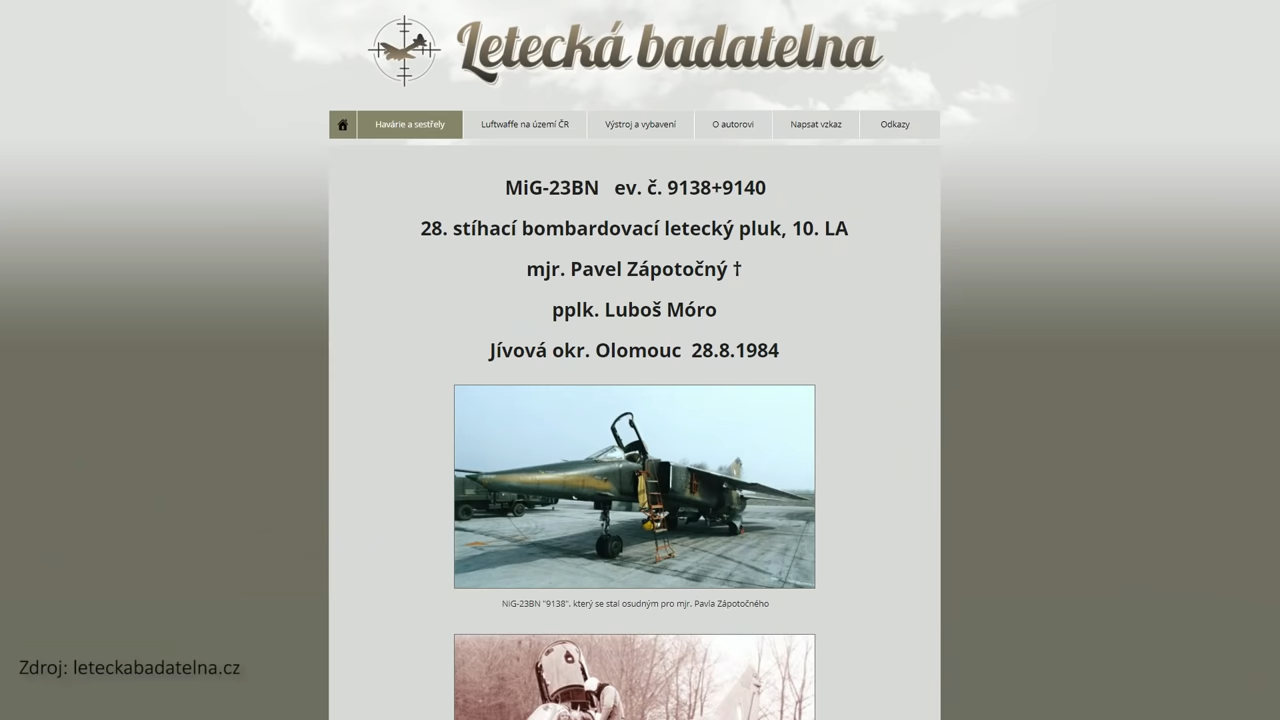 Letecká badatelna
Havárie a sestřely
Luftwaffe na území ČR
Výstroj a vybavení
O autorovi
Napsat vzkaz
Odkazy
MiG-23BN ev. č. 9138+9140
28. stíhací bombardovací letecký pluk, 10. LA
mjr. Pavel Zápotočný †
pplk. Luboš Móro
Jívová okr. Olomouc 28.8.1984
NiG-23BN "9138", který se stal osudným pro mjr. Pavla Zápotočného
Zdroj: leteckabadatelna.cz